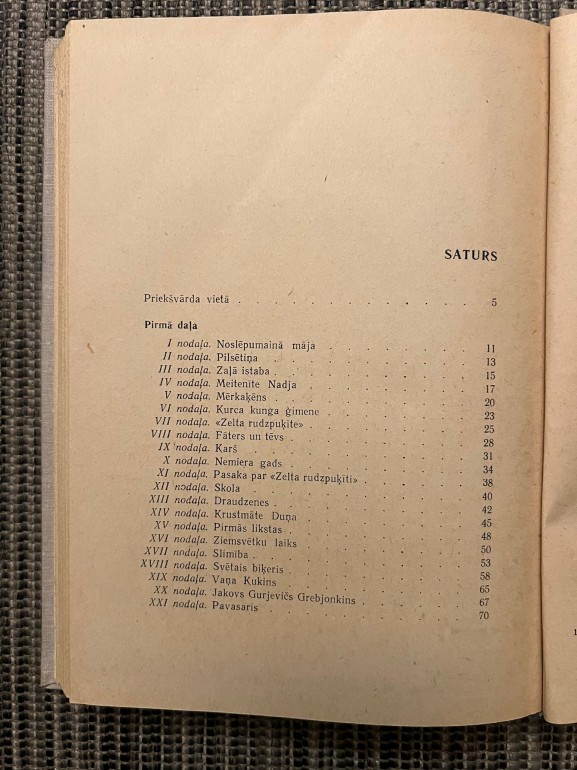 SATURS
Priekšvārda vietā . . . . . . . . . . . . . 5
Pirmā daļa
I nodaļa. Noslēpumainā māja . . . . . . . 11
II nodaļa. Pilsētiņa . . . . . . . . . . 13
III nodaļa. Zaļā istaba . . . . . . . . . 15
IV nodaļa. Meitenīte Nadja . . . . . . . . 17
V nodaļa. Mērkaķēns . . . . . . . . . . 20
VI nodaļa. Kurca kunga ģimene . . . . . . . 23
VII nodaļa. «Zelta rudzpuķīte» . . . . . . . 25
VIII nodaļa. Fāters un tēvs . . . . . . . . 28
IX nodaļa. Karš . . . . . . . . . . . 31
X nodaļa. Nemiera gads . . . . . . . . 34
XI nodaļa. Pasaka par «Zelta rudzpuķīti» . . . . . 38
XII nodaļa. Skola . . . . . . . . . . 40
XIII nodaļa. Draudzenes . . . . . . . . . 42
XIV nodaļa. Krustmāte Duņa . . . . . . . . 45
XV nodaļa. Pirmās likstas . . . . . . . . 48
XVI nodaļa. Ziemsvētku laiks . . . . . . . 50
XVII nodaļa. Slimība . . . . . . . . . . 53
XVIII nodaļa. Svētais biķeris . . . . . . . . 58
XIX nodaļa. Vaņa Kukins . . . . . . . . 65
XX nodaļa. Jakovs Gurjevičs Grebjonkins . . . . . 67
XXI nodaļa. Pavasaris . . . . . . . . . 70
1